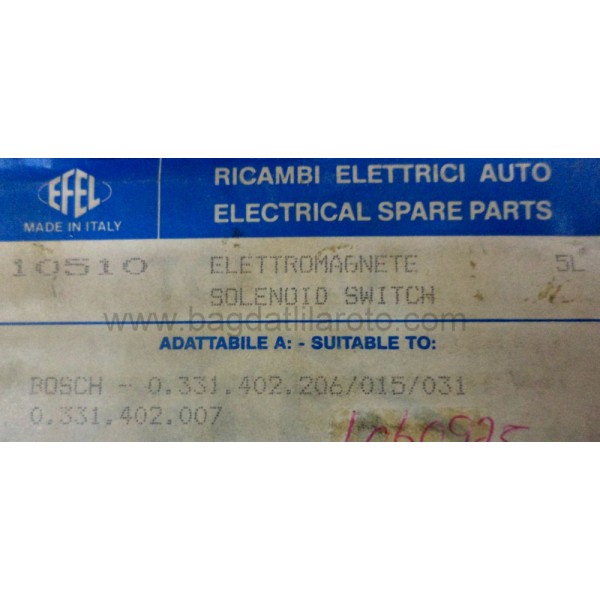 EFEL
MADE IN ITALY
RICAMBI ELETTRICI AUTO
ELECTRICAL SPARE PARTS
10510 ELETTROMAGNETE 5L
SOLENOID SWITCH
www.bagdatlilaroto.com
ADATTABILE A: - SUITABLE TO:
BOSCH - 0.331.402.206/015/031
0.331.402.007